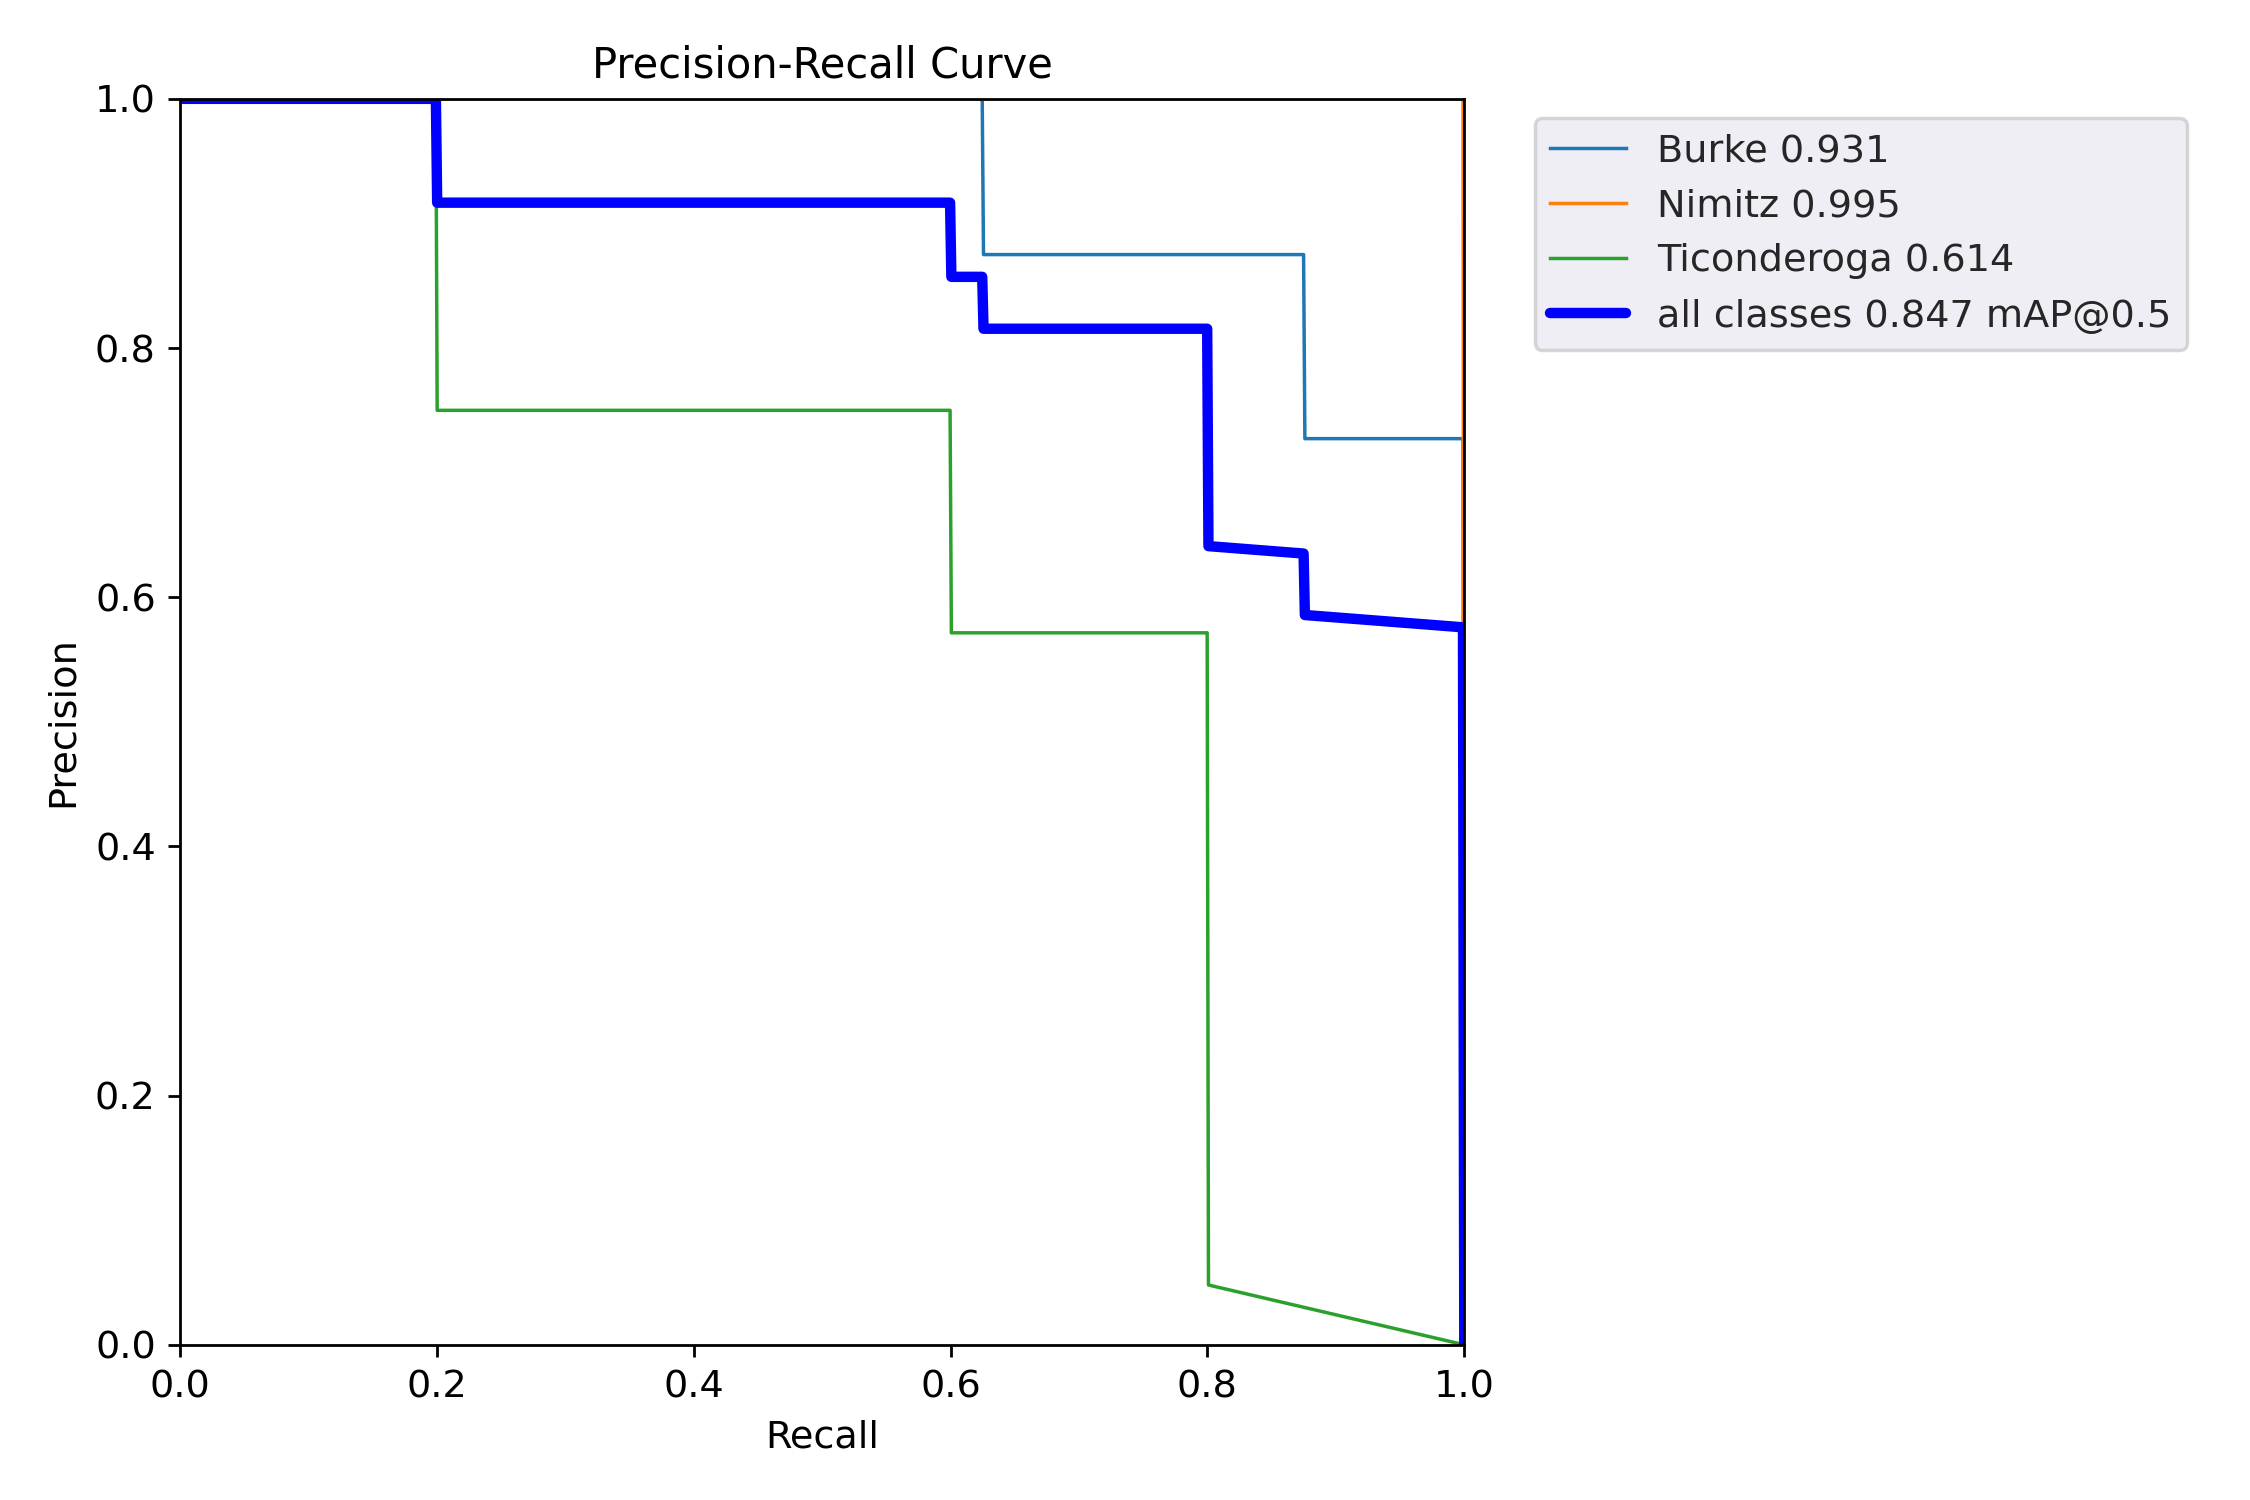 Precision-Recall Curve
1.0
0.8
0.6
0.4
0.2
0.0
Precision
0.0 0.2 0.4 0.6 0.8 1.0
Recall
Burke 0.931
Nimitz 0.995
Ticonderoga 0.614
all classes 0.847 mAP@0.5